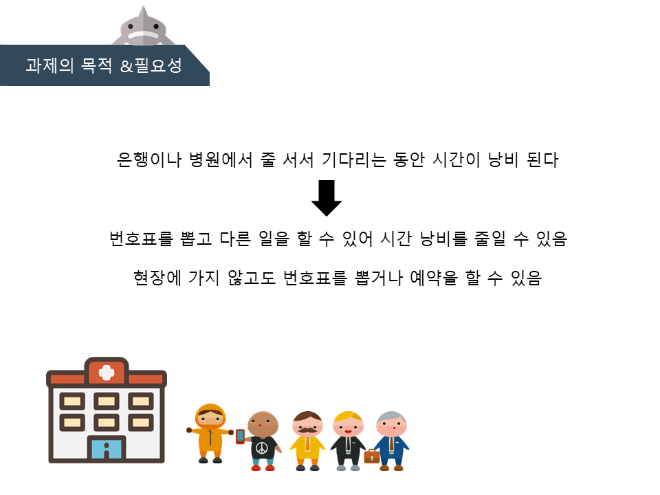 과제의 목적 &필요성
은행이나 병원에서 줄 서서 기다리는 동안 시간이 낭비 된다
번호표를 뽑고 다른 일을 할 수 있어 시간 낭비를 줄일 수 있음
현장에 가지 않고도 번호표를 뽑거나 예약을 할 수 있음